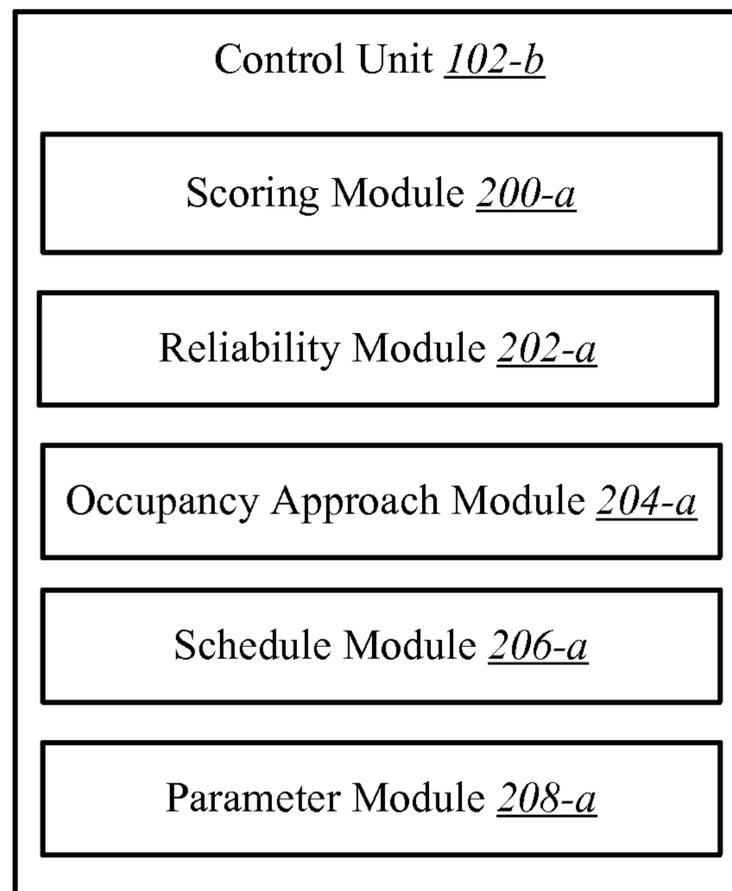 Control Unit 102-b
Scoring Module 200-a
Reliability Module 202-a
Occupancy Approach Module 204-a
Schedule Module 206-a
Parameter Module 208-a